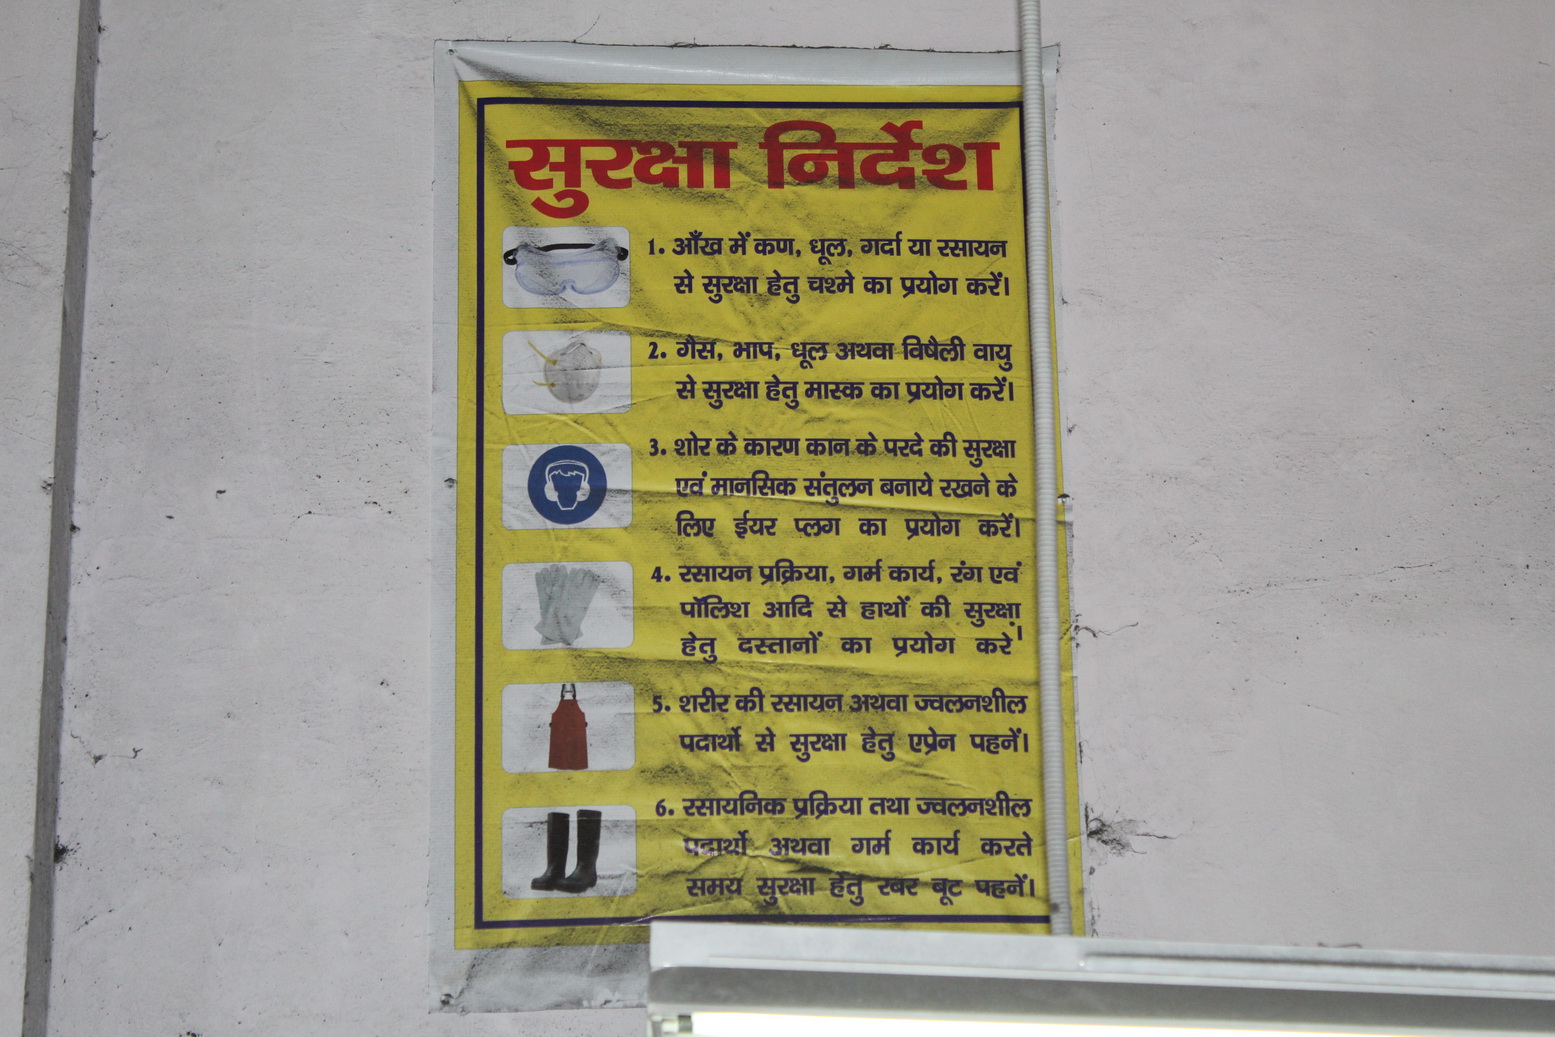 सुरक्षा निर्देश
1. आँख में कण, धूल, गर्दा या रसायन
से सुरक्षा हेतु चश्मे का प्रयोग करें।
2. गैस, भाप, धूल अथवा विषैली वायु
से सुरक्षा हेतु मास्क का प्रयोग करें।
3. शोर के कारण कान के परदे की सुरक्षा
एवं मानसिक संतुलन बनाये रखने के
लिए ईयर प्लग का प्रयोग करें।
4. रसायन प्रक्रिया, गर्म कार्य, रंग एवं
पॉलिश आदि से हाथों की सुरक्षा
हेतु दस्तानों का प्रयोग करें।
5. शरीर की रसायन अथवा ज्वलनशील
पदार्थो से सुरक्षा हेतु एप्रेन पहनें।
6. रसायनिक प्रक्रिया तथा ज्वलनशील
पदार्थो अथवा गर्म कार्य करते
समय सुरक्षा हेतु रबर बूट पहनें।